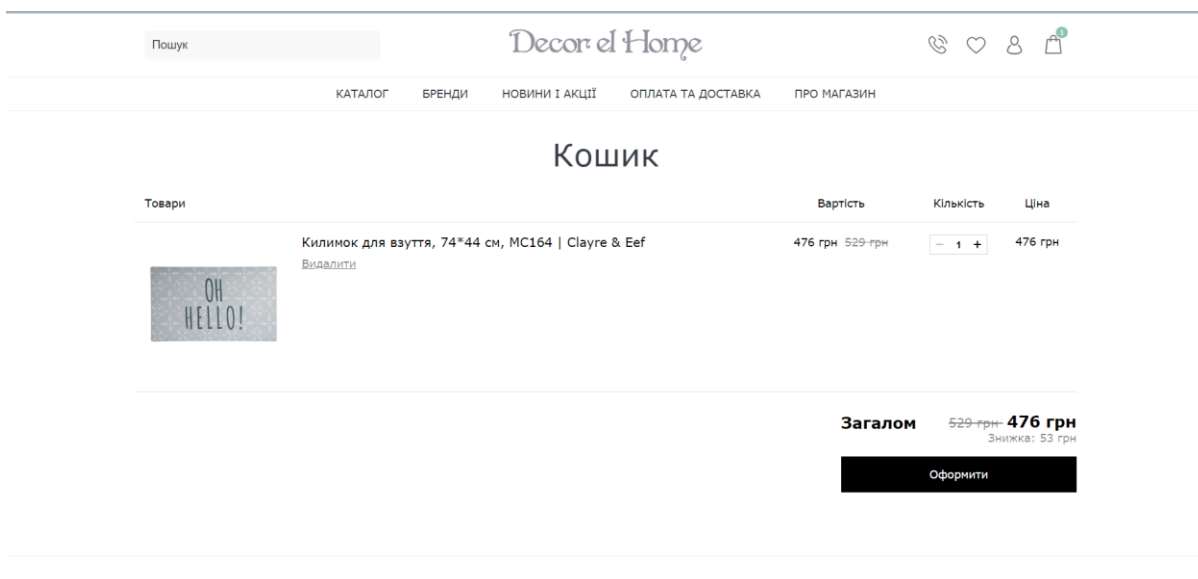 Пошук
Decor el Home
1
КАТАЛОГ БРЕНДИ НОВИНИ І АКЦІЇ ОПЛАТА ТА ДОСТАВКА ПРО МАГАЗИН
Кошик
Товари Вартість Кількість Ціна
Килимок для взуття, 74*44 см, MC164 | Clayre & Eef 476 грн 529 грн − 1 + 476 грн
Видалити
OH
HELLO!
Загалом 529 грн 476 грн
Знижка: 53 грн
Оформити